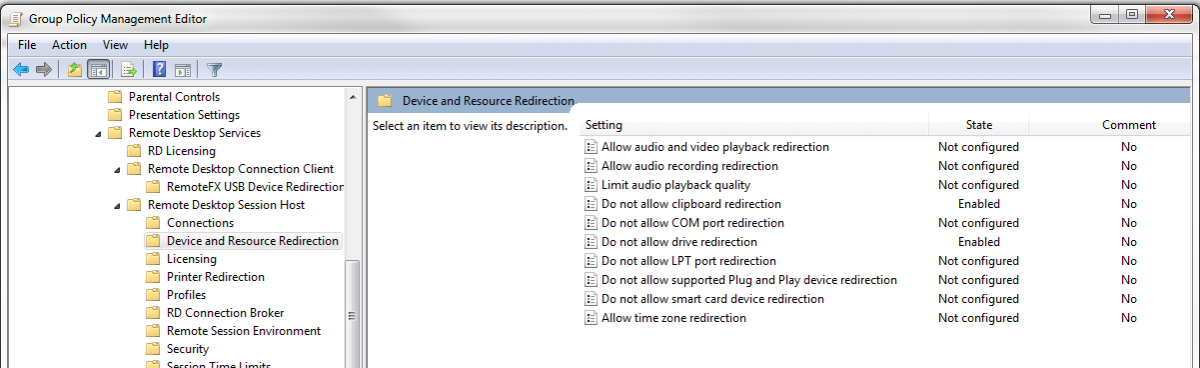 Group Policy Management Editor
File Action View Help
Parental Controls
Presentation Settings
Remote Desktop Services
RD Licensing
Remote Desktop Connection Client
RemoteFX USB Device Redirection
Remote Desktop Session Host
Connections
Device and Resource Redirection
Licensing
Printer Redirection
Profiles
RD Connection Broker
Remote Session Environment
Security
Session Time Limits
Device and Resource Redirection
Select an item to view its description.
Setting State Comment
Allow audio and video playback redirection Not configured No
Allow audio recording redirection Not configured No
Limit audio playback quality Not configured No
Do not allow clipboard redirection Enabled No
Do not allow COM port redirection Not configured No
Do not allow drive redirection Enabled No
Do not allow LPT port redirection Not configured No
Do not allow supported Plug and Play device redirection Not configured No
Do not allow smart card device redirection Not configured No
Allow time zone redirection Not configured No